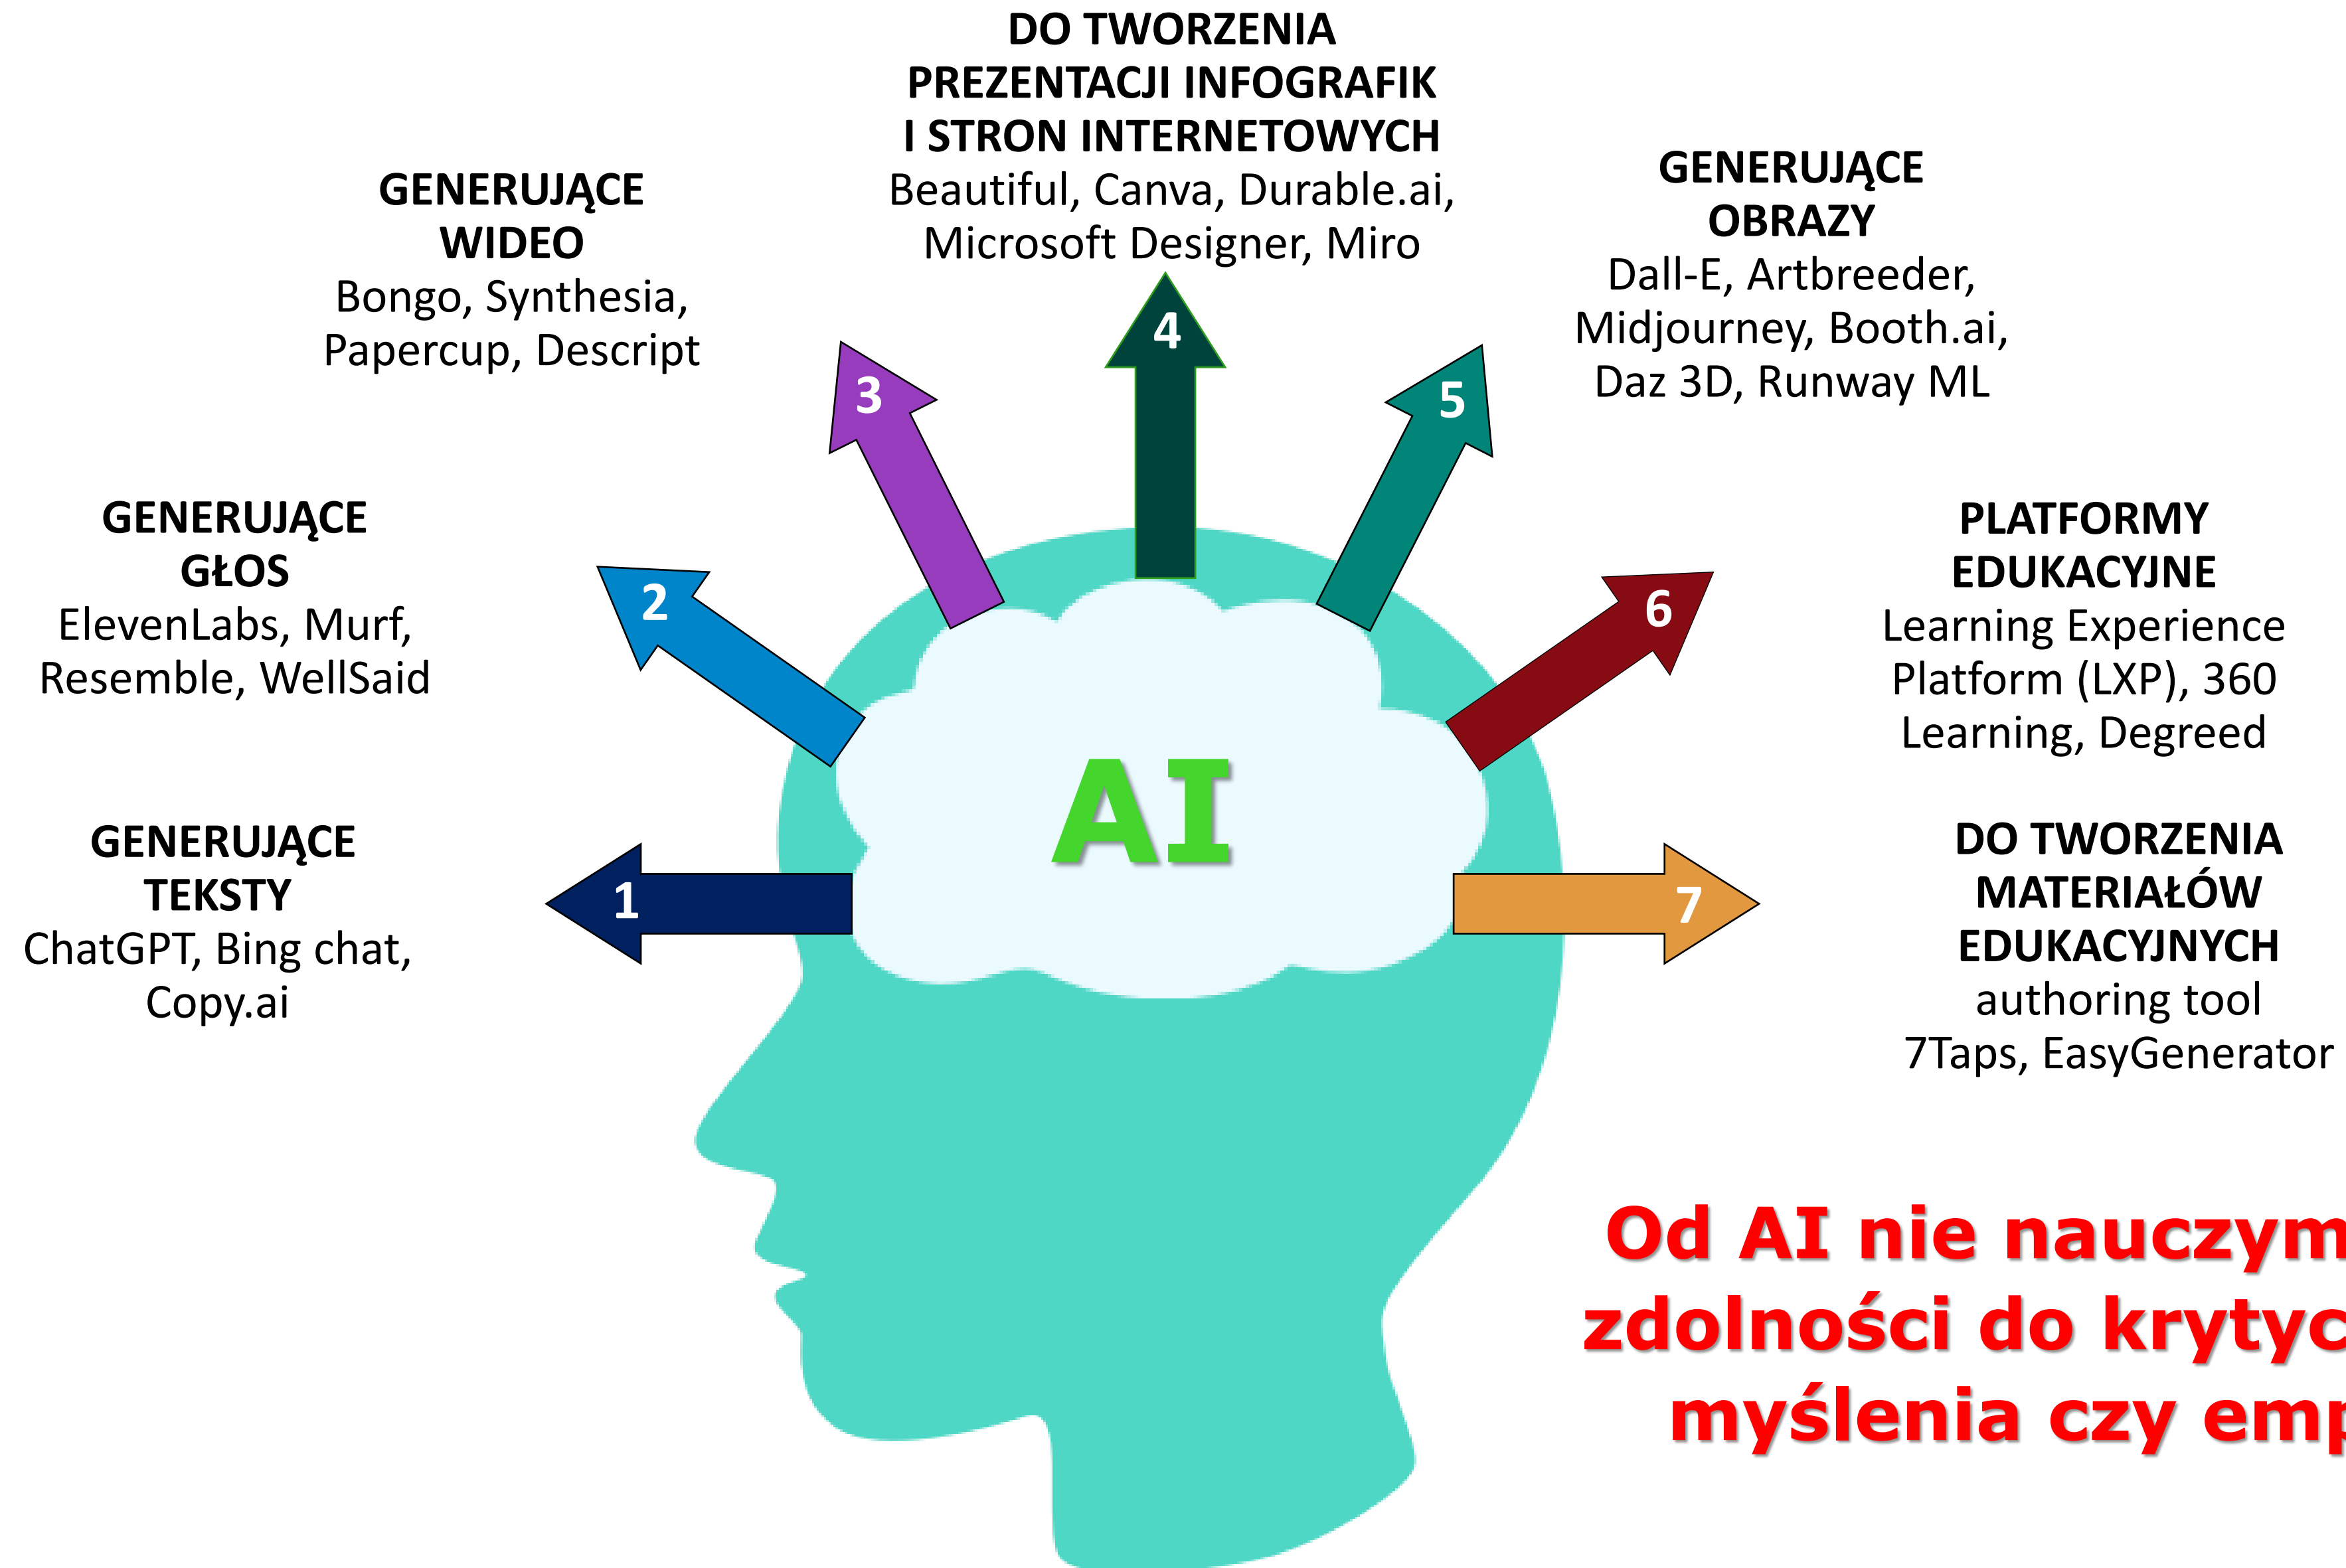 DO TWORZENIA
PREZENTACJI INFOGRAFIK
I STRON INTERNETOWYCH
Beautiful, Canva, Durable.ai,
Microsoft Designer, Miro
GENERUJĄCE
WIDEO
Bongo, Synthesia,
Papercup, Descript
GENERUJĄCE
OBRAZY
Dall-E, Artbreeder,
Midjourney, Booth.ai,
Daz 3D, Runway ML
4
3
5
GENERUJĄCE
GŁOS
ElevenLabs, Murf,
Resemble, WellSaid
2
6
PLATFORMY
EDUKACYJNE
Learning Experience
Platform (LXP), 360
Learning, Degreed
AI
GENERUJĄCE
TEKSTY
ChatGPT, Bing chat,
Copy.ai
1
7
DO TWORZENIA
MATERIAŁÓW
EDUKACYJNYCH
authoring tool
7Taps, EasyGenerator
Od AI nie
zdolności do
myślenia czy